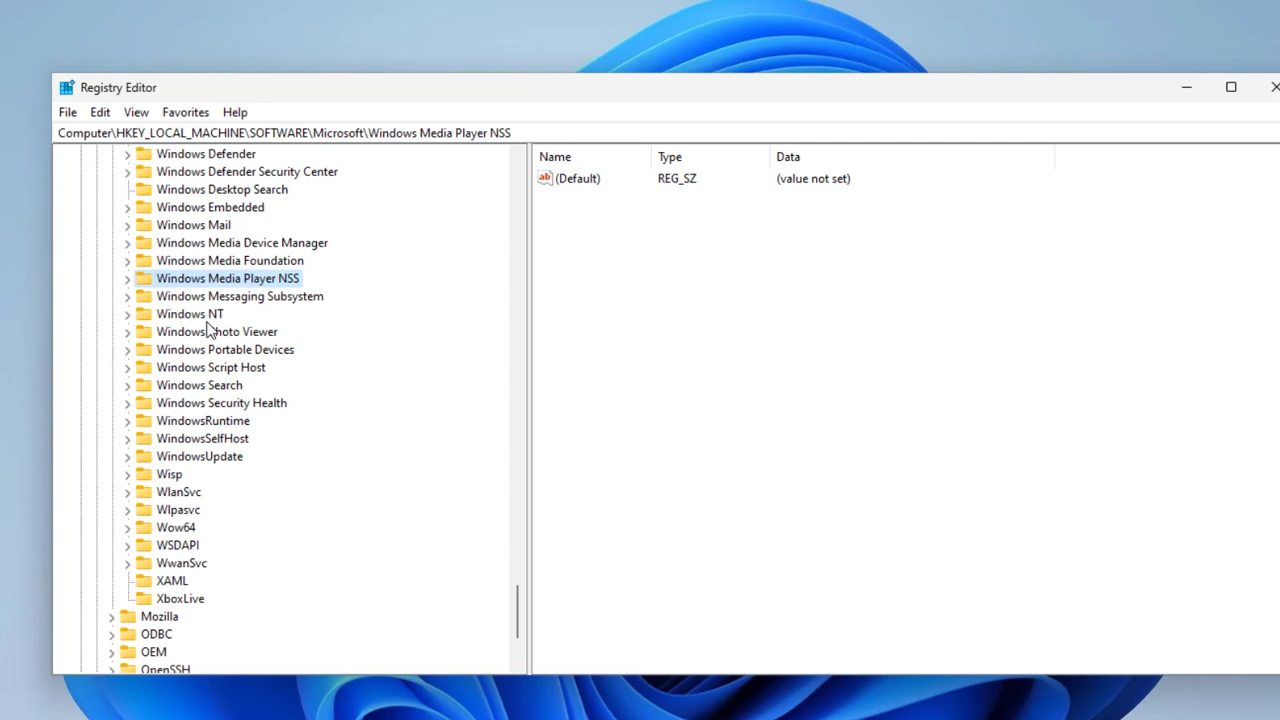 Registry Editor
File Edit View Favorites Help
Computer\HKEY_LOCAL_MACHINE\SOFTWARE\Microsoft\Windows Media Player NSS
Name Type Data
ab (Default) REG_SZ (value not set)
Windows Defender
Windows Defender Security Center
Windows Desktop Search
Windows Embedded
Windows Mail
Windows Media Device Manager
Windows Media Foundation
Windows Media Player NSS
Windows Messaging Subsystem
Windows NT
Windows Photo Viewer
Windows Portable Devices
Windows Script Host
Windows Search
Windows Security Health
WindowsRuntime
WindowsSelfHost
WindowsUpdate
Wisp
WlanSvc
Wlpasvc
Wow64
WSDAPI
WwanSvc
XAML
XboxLive
Mozilla
ODBC
OEM
OpenSSH